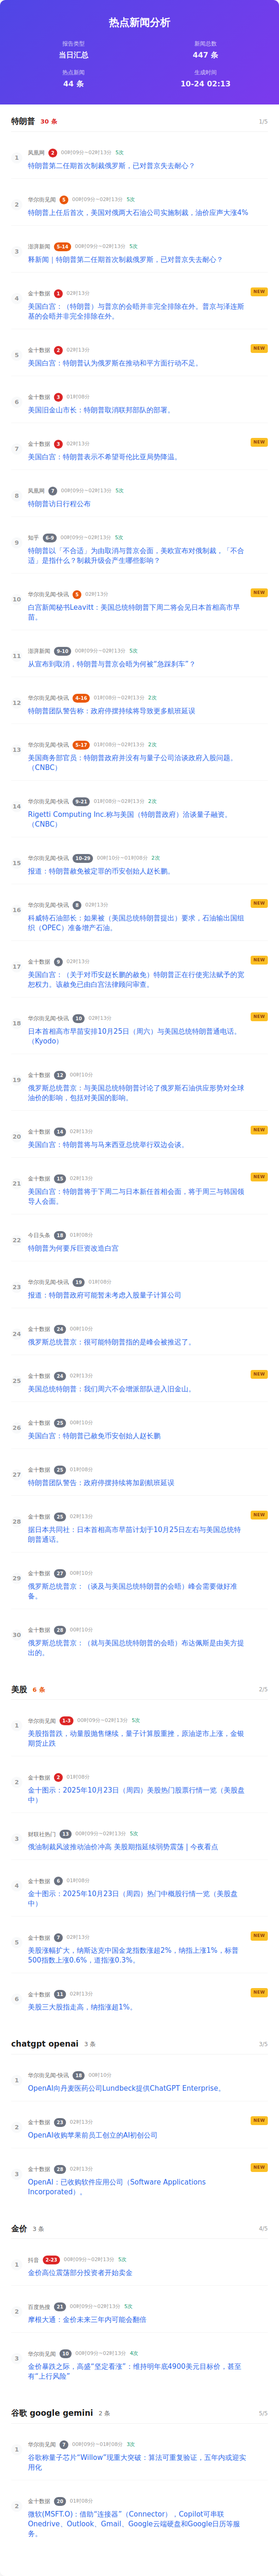 热点新闻分析
报告类型
新闻总数
当日汇总
447 条
热点新闻
生成时间
44 条
10-24 02:13
特朗普 30 条 1/5
1
凤凰网 2 00时09分~02时13分 5次
特朗普第二任期首次制裁俄罗斯，已对普京失去耐心？
2
华尔街见闻 5 00时09分~02时13分 5次
特朗普上任后首次，美国对俄两大石油公司实施制裁，油价应声大涨4%
3
澎湃新闻 5-14 00时09分~02时13分 5次
释新闻｜特朗普第二任期首次制裁俄罗斯，已对普京失去耐心？
4
金十数据 1 02时13分 NEW
美国白宫：（特朗普）与普京的会晤并非完全排除在外。普京与泽连斯
基的会晤并非完全排除在外。
5
金十数据 2 02时13分 NEW
美国白宫：特朗普认为俄罗斯在推动和平方面行动不足。
6
金十数据 3 01时08分
美国旧金山市长：特朗普取消联邦部队的部署。
7
金十数据 3 02时13分 NEW
美国白宫：特朗普表示不希望哥伦比亚局势降温。
8
凤凰网 7 00时09分~02时13分 5次
特朗普访日行程公布
9
知乎 6-9 00时09分~02时13分 5次
特朗普以「不合适」为由取消与普京会面，美欧宣布对俄制裁，「不合
适」是指什么？制裁升级会产生哪些影响？
10
华尔街见闻-快讯 5 02时13分 NEW
白宫新闻秘书Leavitt：美国总统特朗普下周二将会见日本首相高市早
苗。
11
澎湃新闻 9-10 00时09分~02时13分 5次
从宣布到取消，特朗普与普京会晤为何被“急踩刹车”？
12
华尔街见闻-快讯 4-16 01时08分~02时13分 2次
特朗普团队警告称：政府停摆持续将导致更多航班延误
13
华尔街见闻-快讯 5-17 01时08分~02时13分 2次
美国商务部官员：特朗普政府并没有与量子公司洽谈政府入股问题。
（CNBC）
14
华尔街见闻-快讯 9-21 01时08分~02时13分 2次
Rigetti Computing Inc.称与美国（特朗普政府）洽谈量子融资。
（CNBC）
15
华尔街见闻-快讯 10-29 00时10分~01时08分 2次
报道：特朗普赦免被定罪的币安创始人赵长鹏。
16
华尔街见闻-快讯 8 02时13分 NEW
科威特石油部长：如果被（美国总统特朗普提出）要求，石油输出国组
织（OPEC）准备增产石油。
17
金十数据 9 02时13分 NEW
美国白宫：（关于对币安赵长鹏的赦免）特朗普正在行使宪法赋予的宽
恕权力。该赦免已由白宫法律顾问审查。
18
华尔街见闻-快讯 10 02时13分 NEW
日本首相高市早苗安排10月25日（周六）与美国总统特朗普通电话。
（Kyodo）
19
金十数据 12 00时10分
俄罗斯总统普京：与美国总统特朗普讨论了俄罗斯石油供应形势对全球
油价的影响，包括对美国的影响。
20
金十数据 14 02时13分 NEW
美国白宫：特朗普将与马来西亚总统举行双边会谈。
21
金十数据 15 02时13分 NEW
美国白宫：特朗普将于下周二与日本新任首相会面，将于周三与韩国领
导人会面。
22
今日头条 18 01时08分
特朗普为何要斥巨资改造白宫
23
华尔街见闻-快讯 19 01时08分
报道：特朗普政府可能暂未考虑入股量子计算公司
24
金十数据 24 00时10分
俄罗斯总统普京：很可能特朗普指的是峰会被推迟了。
25
金十数据 24 02时13分 NEW
美国总统特朗普：我们周六不会增派部队进入旧金山。
26
金十数据 25 00时10分
美国白宫：特朗普已赦免币安创始人赵长鹏
27
金十数据 25 01时08分
特朗普团队警告：政府停摆持续将加剧航班延误
28
金十数据 25 02时13分 NEW
据日本共同社：日本首相高市早苗计划于10月25日左右与美国总统特
朗普通话。
29
金十数据 27 00时10分
俄罗斯总统普京：（谈及与美国总统特朗普的会晤）峰会需要做好准
备。
30
金十数据 28 00时10分
俄罗斯总统普京：（就与美国总统特朗普的会晤）布达佩斯是由美方提
出的。
美股 6 条 2/5
1
华尔街见闻 1-3 00时09分~02时13分 5次
美股指普跌，动量股抛售继续，量子计算股重挫，原油逆市上涨，金银
期货止跌
2
金十数据 2 01时08分
金十图示：2025年10月23日（周四）美股热门股票行情一览（美股盘
中）
3
财联社热门 13 00时09分~02时13分 5次
俄油制裁风波推动油价冲高 美股期指延续弱势震荡 | 今夜看点
4
金十数据 6 01时08分
金十图示：2025年10月23日（周四）热门中概股行情一览（美股盘
中）
5
金十数据 7 02时13分 NEW
美股涨幅扩大，纳斯达克中国金龙指数涨超2%，纳指上涨1%，标普
500指数上涨0.6%，道指涨0.3%。
6
金十数据 11 02时13分 NEW
美股三大股指走高，纳指涨超1%。
chatgpt openai 3 条 3/5
1
华尔街见闻-快讯 18 00时10分
OpenAI向丹麦医药公司Lundbeck提供ChatGPT Enterprise。
2
金十数据 23 02时13分 NEW
OpenAI收购苹果前员工创立的AI初创公司
3
金十数据 28 02时13分 NEW
OpenAI：已收购软件应用公司（Software Applications
Incorporated）。
金价 3 条 4/5
1
抖音 2-23 00时09分~02时13分 5次
金价高位震荡部分投资者开始卖金
2
百度热搜 21 00时09分~02时13分 5次
摩根大通：金价未来三年内可能会翻倍
3
华尔街见闻 10 00时09分~02时13分 4次
金价暴跌之际，高盛“坚定看涨”：维持明年底4900美元目标价，甚至
有“上行风险”
谷歌 google gemini 2 条 5/5
1
华尔街见闻 7 00时09分~01时08分 3次
谷歌称量子芯片“Willow”现重大突破：算法可重复验证，五年内或迎实
用化
2
金十数据 20 01时08分
微软(MSFT.O)：借助“连接器”（Connector），Copilot可串联
Onedrive、Outlook、Gmail、Google云端硬盘和Google日历等服
务。